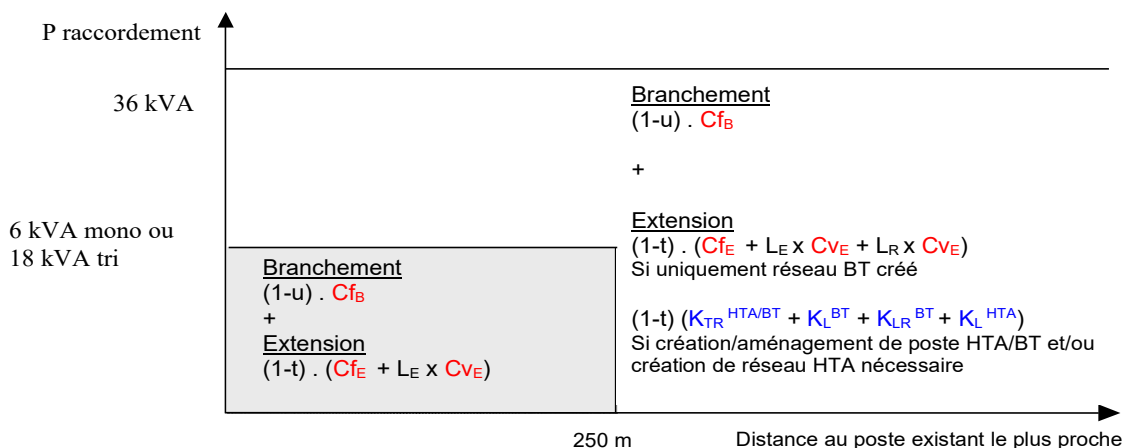 P raccordement
36 kVA
6 kVA mono ou
18 kVA tri
Branchement
(1-u) . CfB
+
Extension
(1-t) . (CfE + LE x CvE)
Branchement
(1-u) . CfB
+
Extension
(1-t) . (CfE + LE x CvE + LR x CvE)
Si uniquement réseau BT créé
(1-t) (KTR HTA/BT + KL BT + KLR BT + KL HTA)
Si création/aménagement de poste HTA/BT et/ou
création de réseau HTA nécessaire
250 m
Distance au poste existant le plus proche